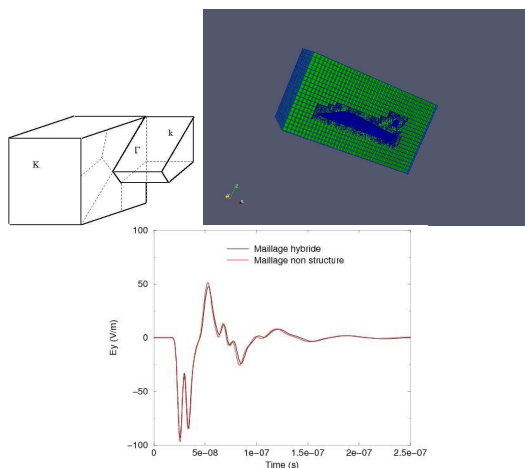 K
Γ
k
100
50
0
-50
-100
Ey (V/m)
Maillage hybride
Maillage non structure
0
5e-08
1e-07
1.5e-07
2e-07
2.5e-07
Time (s)